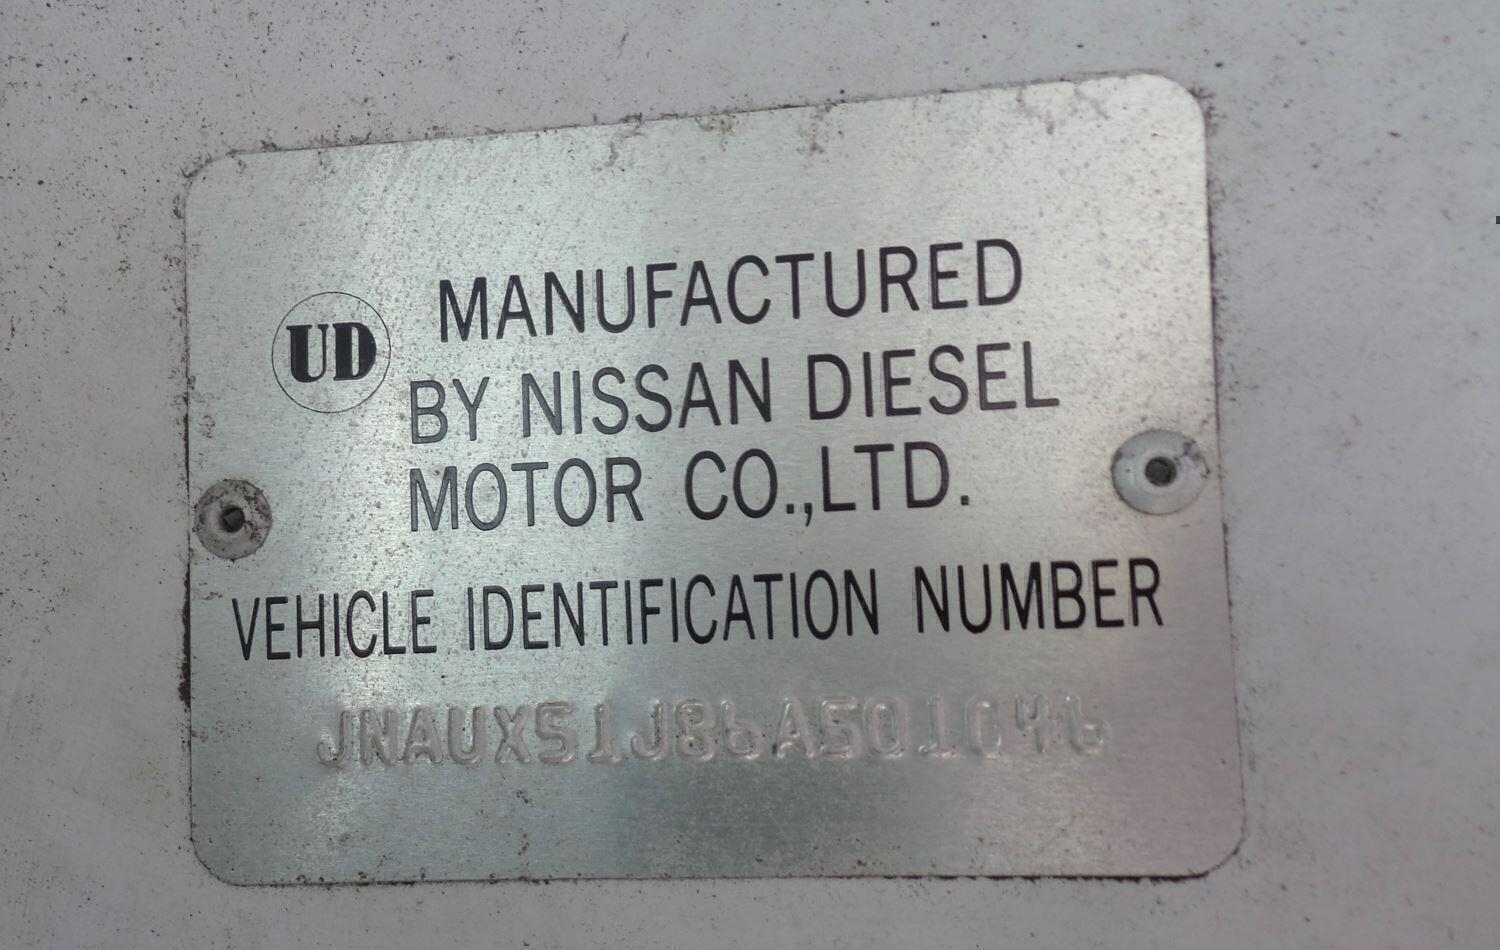 UD
MANUFACTURED
BY NISSAN DIESEL
MOTOR CO.,LTD.
VEHICLE IDENTIFICATION NUMBER
JNAUX51J86A501046